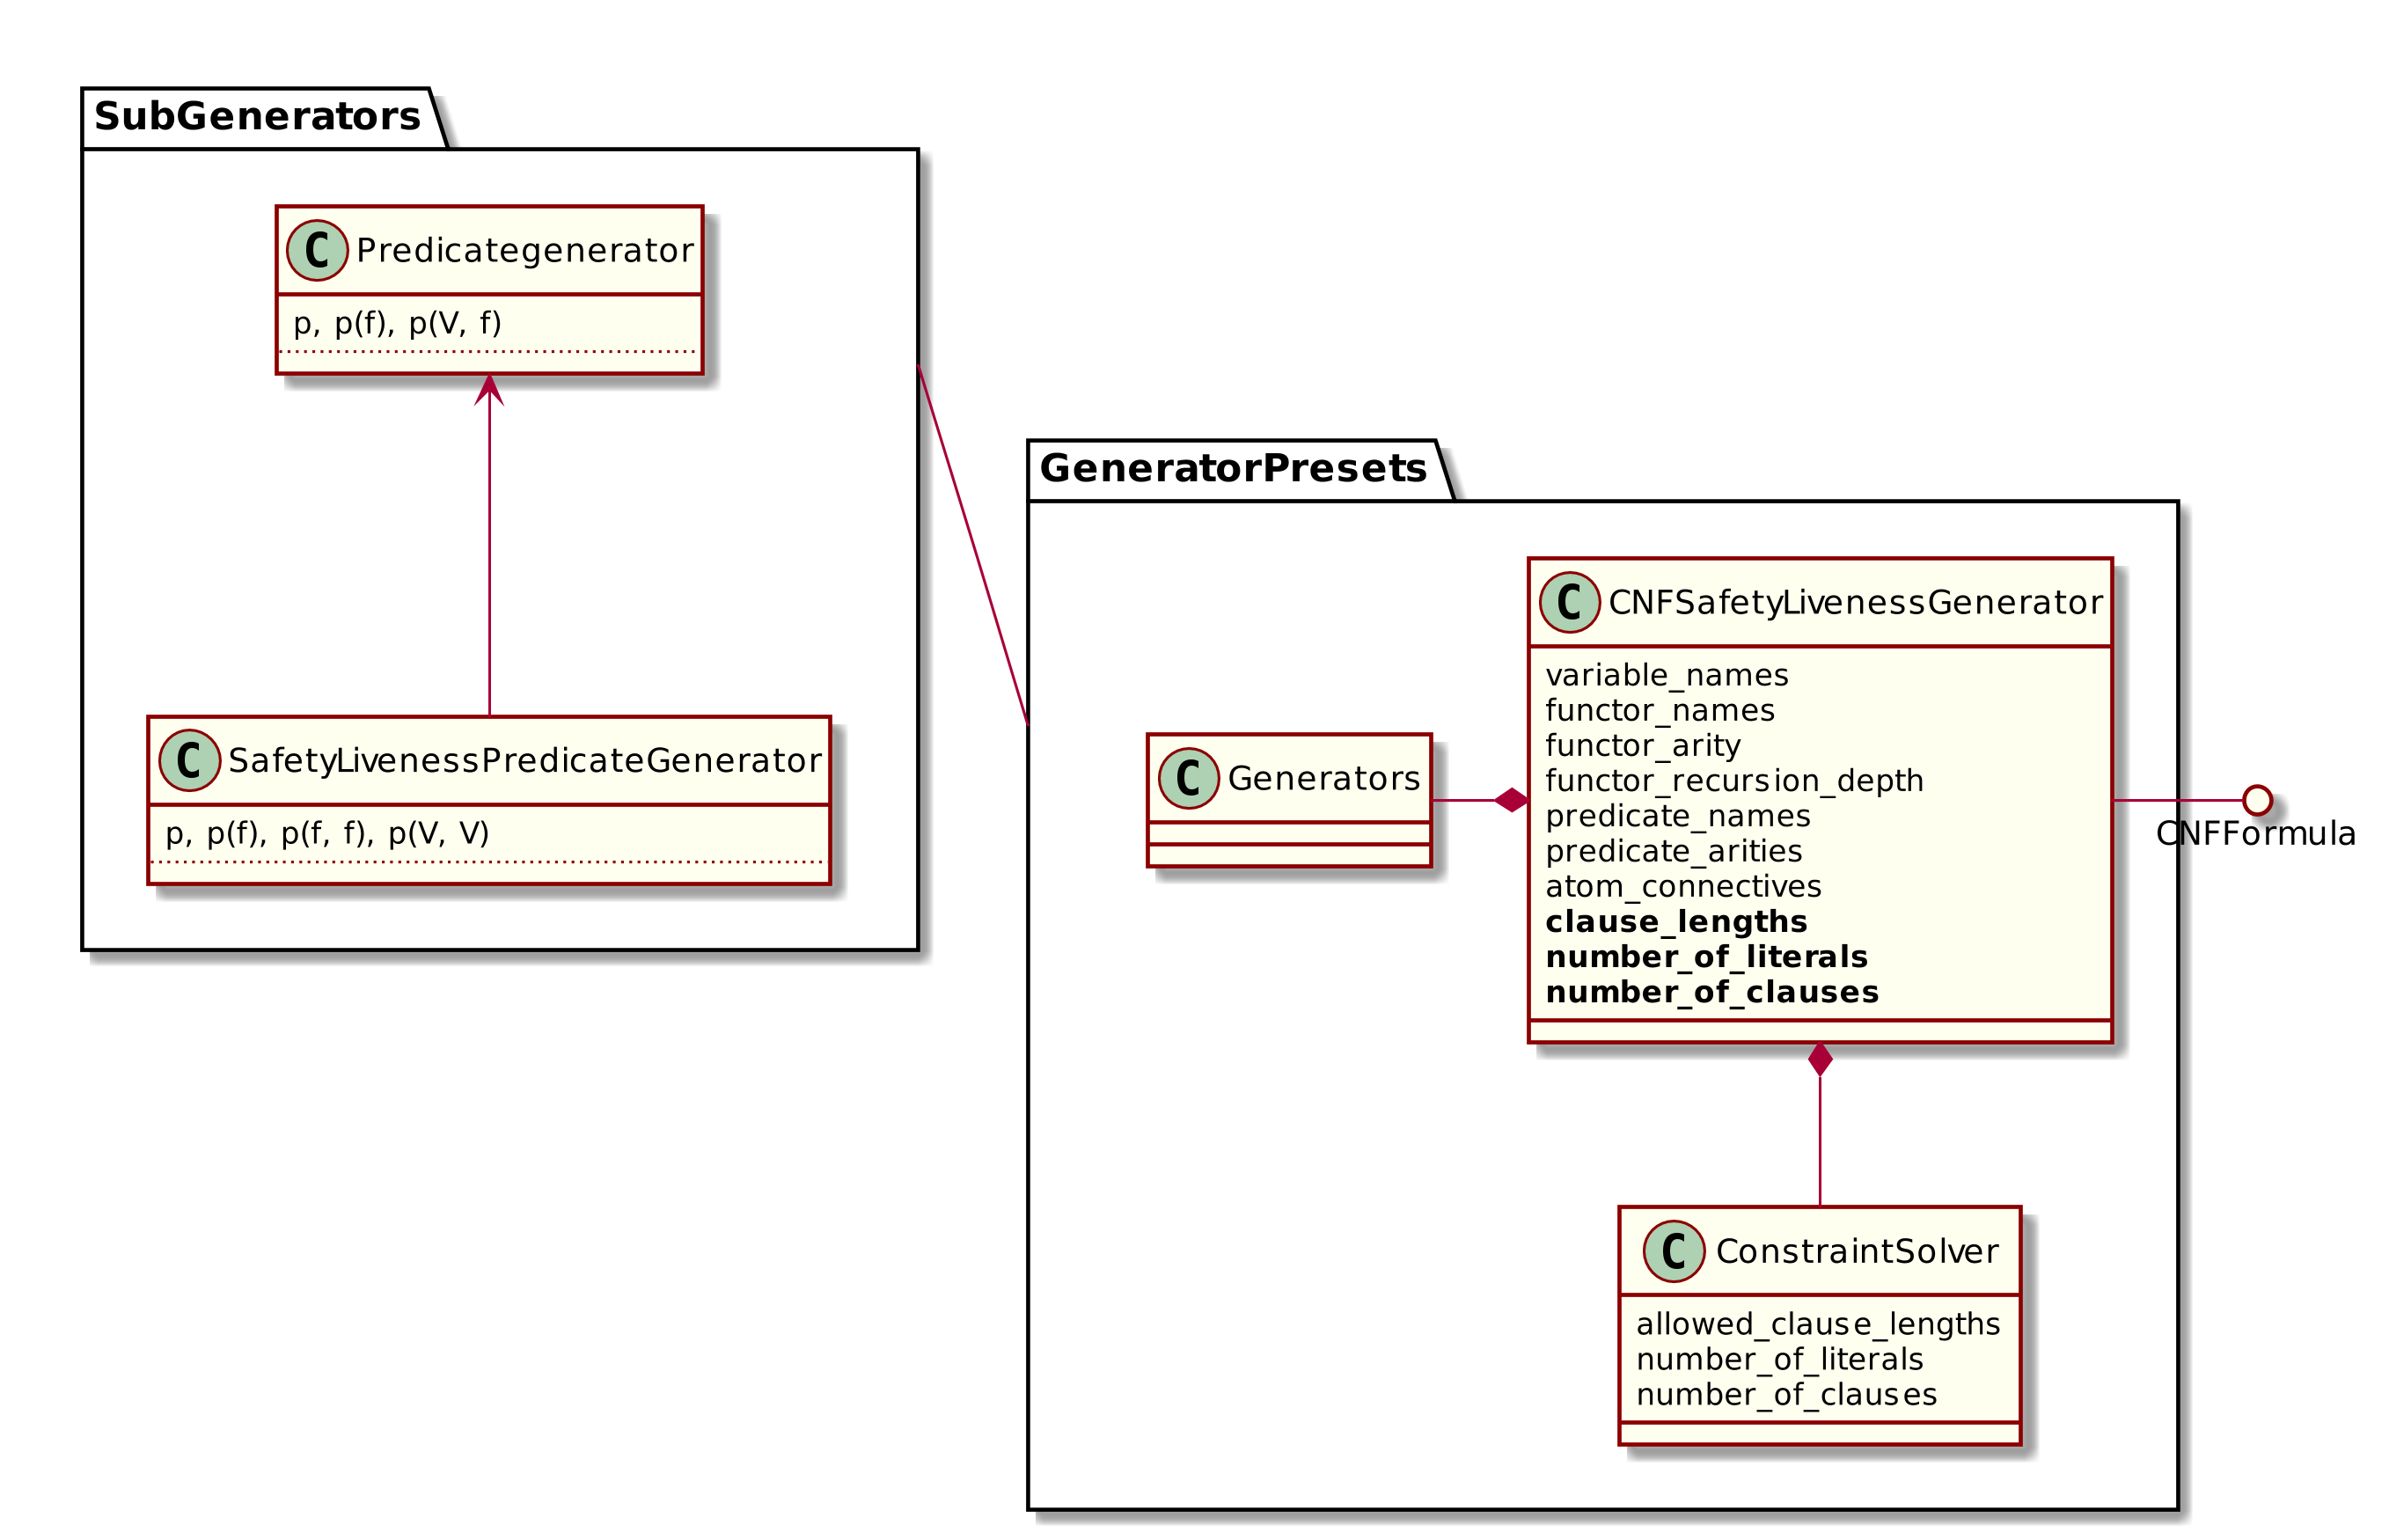 SubGenerators
C Predicategenerator
p, p(f), p(V, f)
C SafetyLivenessPredicateGenerator
p, p(f), p(f, f), p(V, V)
GeneratorPresets
C Generators
C CNFSafetyLivenessGenerator
variable_names
functor_names
functor_arity
functor_recursion_depth
predicate_names
predicate_arities
atom_connectives
clause_lengths
number_of_literals
number_of_clauses
CNFFormula
C ConstraintSolver
allowed_clause_lengths
number_of_literals
number_of_clauses